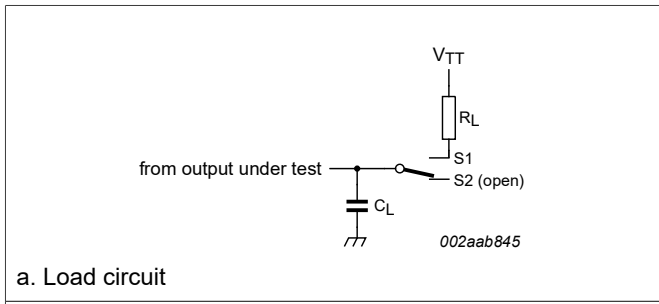 VTT
RL
S1
from output under test
S2 (open)
CL
002aab845
a. Load circuit